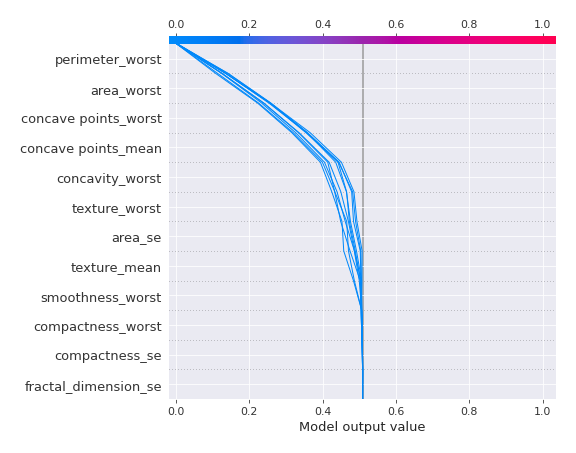 0.0 0.2 0.4 0.6 0.8 1.0
perimeter_worst
area_worst
concave points_worst
concave points_mean
concavity_worst
texture_worst
area_se
texture_mean
smoothness_worst
compactness_worst
compactness_se
fractal_dimension_se
0.0 0.2 0.4 0.6 0.8 1.0
Model output value